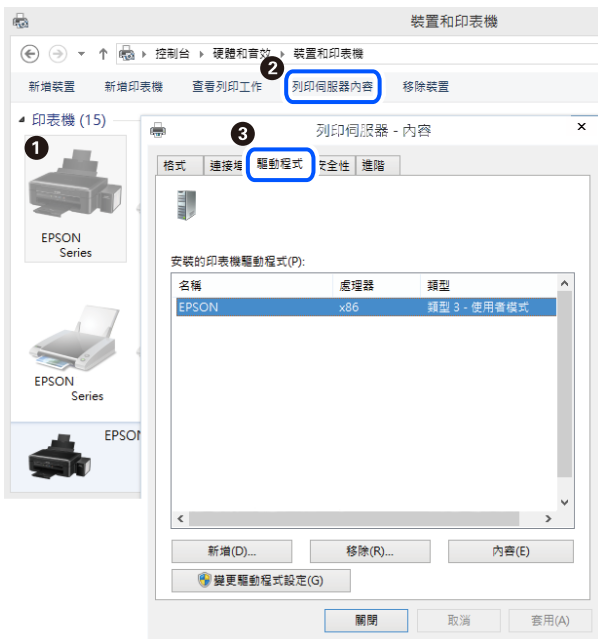 裝置和印表機
控制台 ▸ 硬體和音效 ▸ 裝置和印表機
2
新增裝置 新增印表機 查看列印工作 列印伺服器內容 移除裝置
印表機 (15)
1
EPSON
Series
EPSON
Series
EPSON
3
列印伺服器 - 內容
格式 連接埠 驅動程式 安全性 進階
安裝的印表機驅動程式(P):
名稱 處理器 類型
EPSON x86 類型 3 - 使用者模式
新增(D)... 移除(R)... 內容(E)
變更驅動程式設定(G)
關閉 取消 套用(A)